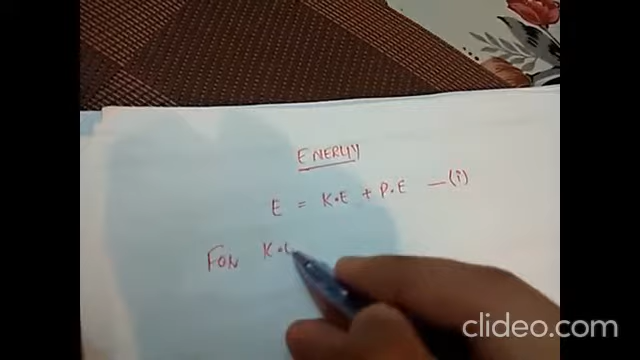 ENERGY
E = K.E + P.E —(i)
FOR K.
clideo.com